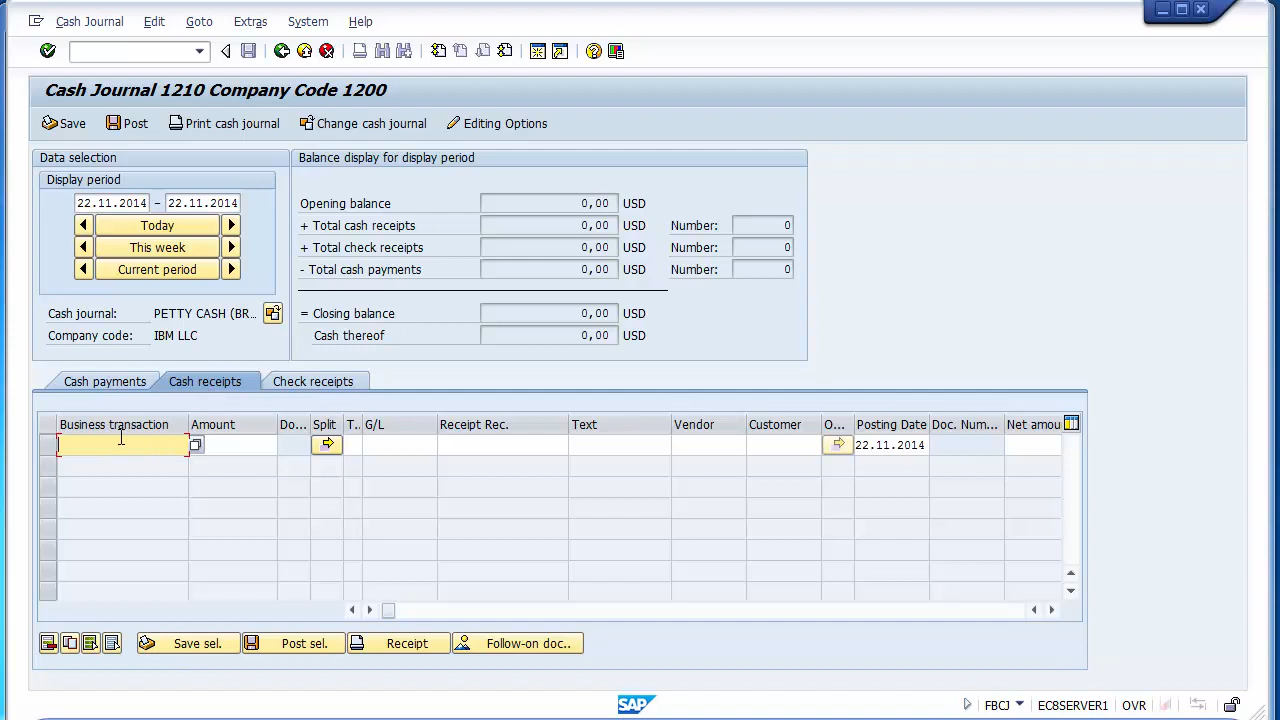 Cash Journal Edit Goto Extras System Help
Cash Journal 1210 Company Code 1200
Save Post Print cash journal Change cash journal Editing Options
Data selection
Display period
22.11.2014 - 22.11.2014
Today
This week
Current period
Cash journal: PETTY CASH (BR...
Company code: IBM LLC
Balance display for display period
Opening balance 0,00 USD
+ Total cash receipts 0,00 USD Number: 0
+ Total check receipts 0,00 USD Number: 0
- Total cash payments 0,00 USD Number: 0
= Closing balance 0,00 USD
Cash thereof 0,00 USD
Cash payments Cash receipts Check receipts
Business transaction Amount Do... Split T.. G/L Receipt Rec. Text Vendor Customer O... Posting Date Doc. Num... Net amou
22.11.2014
Save sel. Post sel. Receipt Follow-on doc..
SAP FBCJ EC8SERVER1 OVR